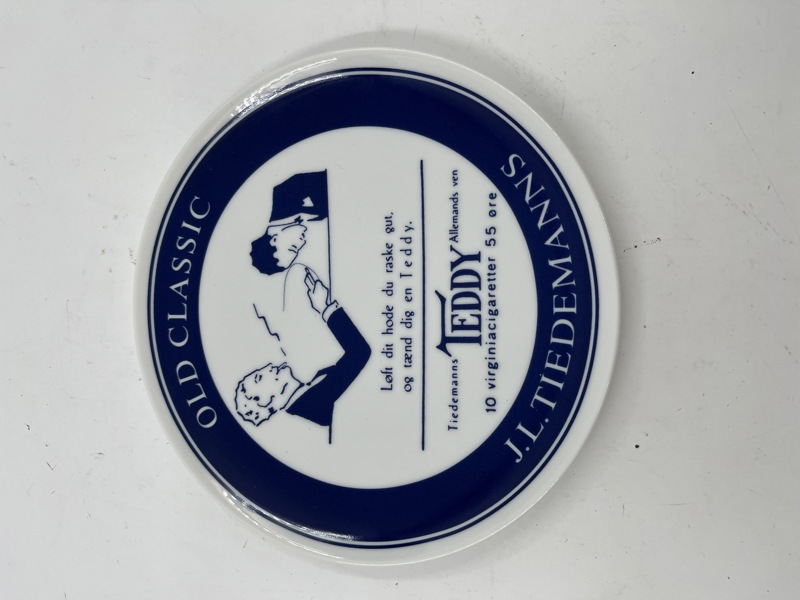 OLD CLASSIC
Løft dit hode du raske gut,
og tænd dig en Teddy.
Tiedemanns TEDDY Allemands ven
10 virginiacigaretter 55 øre
J.L. TIEDEMANNS